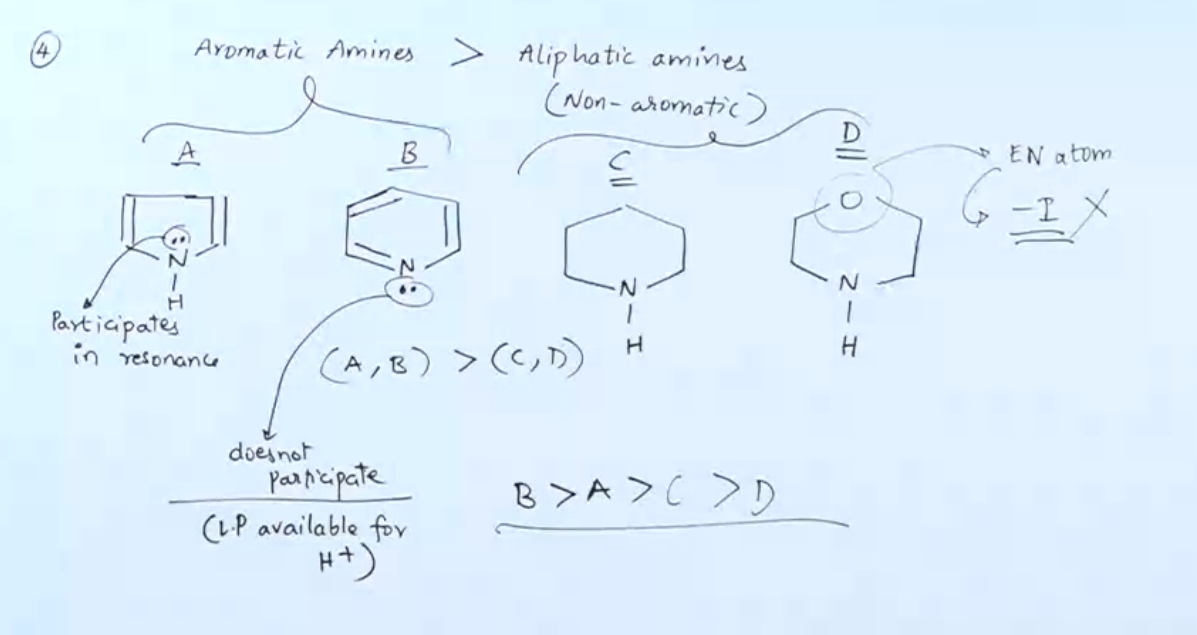 ④ Aromatic Amines > Aliphatic amines
(Non-aromatic)
A B C D
EN atom
-I X
O
N N N N
H H H
Participates
in resonance
(A, B) > (C, D)
doesnot
participate
(L.P available for
H+)
B > A > C > D